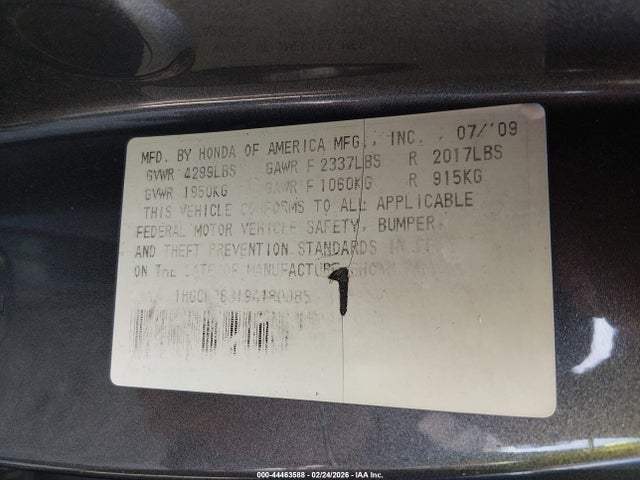 MFD. BY HONDA OF AMERICA MFG., INC., 07/'09
GVWR 4299LBS GAWR F 2337LBS R 2017LBS
GVWR 1950KG GAWR F 1060KG R 915KG
THIS VEHICLE CONFORMS TO ALL APPLICABLE
FEDERAL MOTOR VEHICLE SAFETY, BUMPER
AND THEFT PREVENTION STANDARDS IN
ON THE DATE OF MANUFACTURE SHOWN
000-44463588 - 02/24/2026 - IAA Inc.